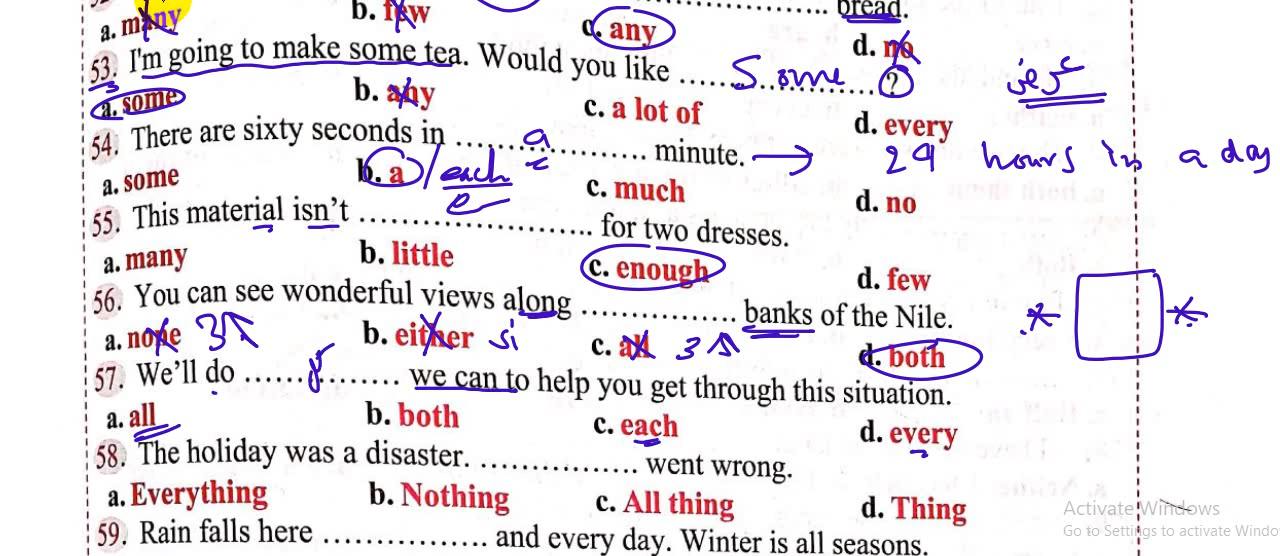 bread.
a. many b. few c. any d. no
53. I'm going to make some tea. Would you like ..... Some ..... ?
a. some b. any c. a lot of d. every
54. There are sixty seconds in ..... a ..... minute. → 24 hours in a day
a. some b. a / each c. much d. no
55. This material isn't ..................... for two dresses.
a. many b. little c. enough d. few
56. You can see wonderful views along ............... banks of the Nile.
a. none b. either c. all d. both
57. We'll do ............... we can to help you get through this situation.
a. all b. both c. each d. every
58. The holiday was a disaster. ............... went wrong.
a. Everything b. Nothing c. All thing d. Thing
59. Rain falls here ................ and every day. Winter is all seasons.
Activate Windows
Go to Settings to activate Windo